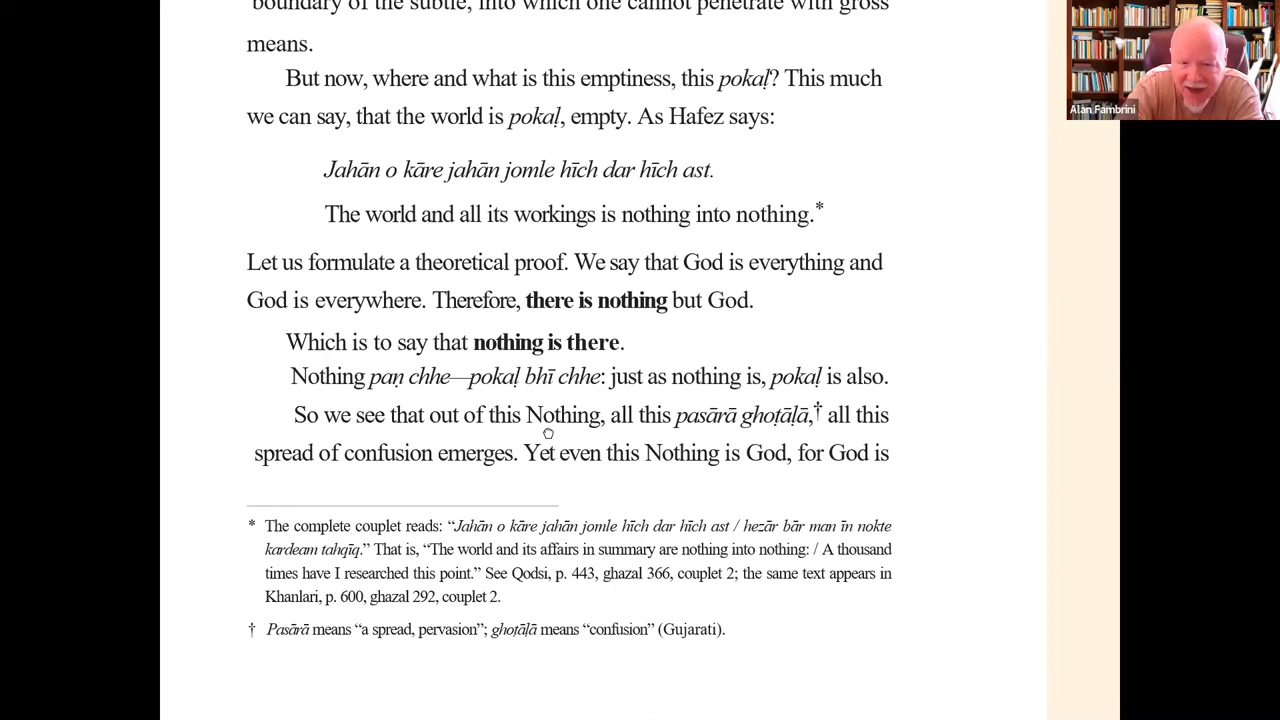 boundary of the subtle, into which one cannot penetrate with gross
means.
But now, where and what is this emptiness, this pokaḷ? This much
we can say, that the world is pokaḷ, empty. As Hafez says:
Jahān o kāre jahān jomle hīch dar hīch ast.
The world and all its workings is nothing into nothing.*
Let us formulate a theoretical proof. We say that God is everything and
God is everywhere. Therefore, there is nothing but God.
Which is to say that nothing is there.
Nothing paṇ chhe—pokaḷ bhī chhe: just as nothing is, pokaḷ is also.
So we see that out of this Nothing, all this pasārā ghoṭāḷā,† all this
spread of confusion emerges. Yet even this Nothing is God, for God is
* The complete couplet reads: “Jahān o kāre jahān jomle hīch dar hīch ast / hezār bār man īn nokte
kardeam tahqīq.” That is, “The world and its affairs in summary are nothing into nothing: / A thousand
times have I researched this point.” See Qodsi, p. 443, ghazal 366, couplet 2; the same text appears in
Khanlari, p. 600, ghazal 292, couplet 2.
† Pasārā means “a spread, pervasion”; ghoṭāḷā means “confusion” (Gujarati).
Alan Fambrini